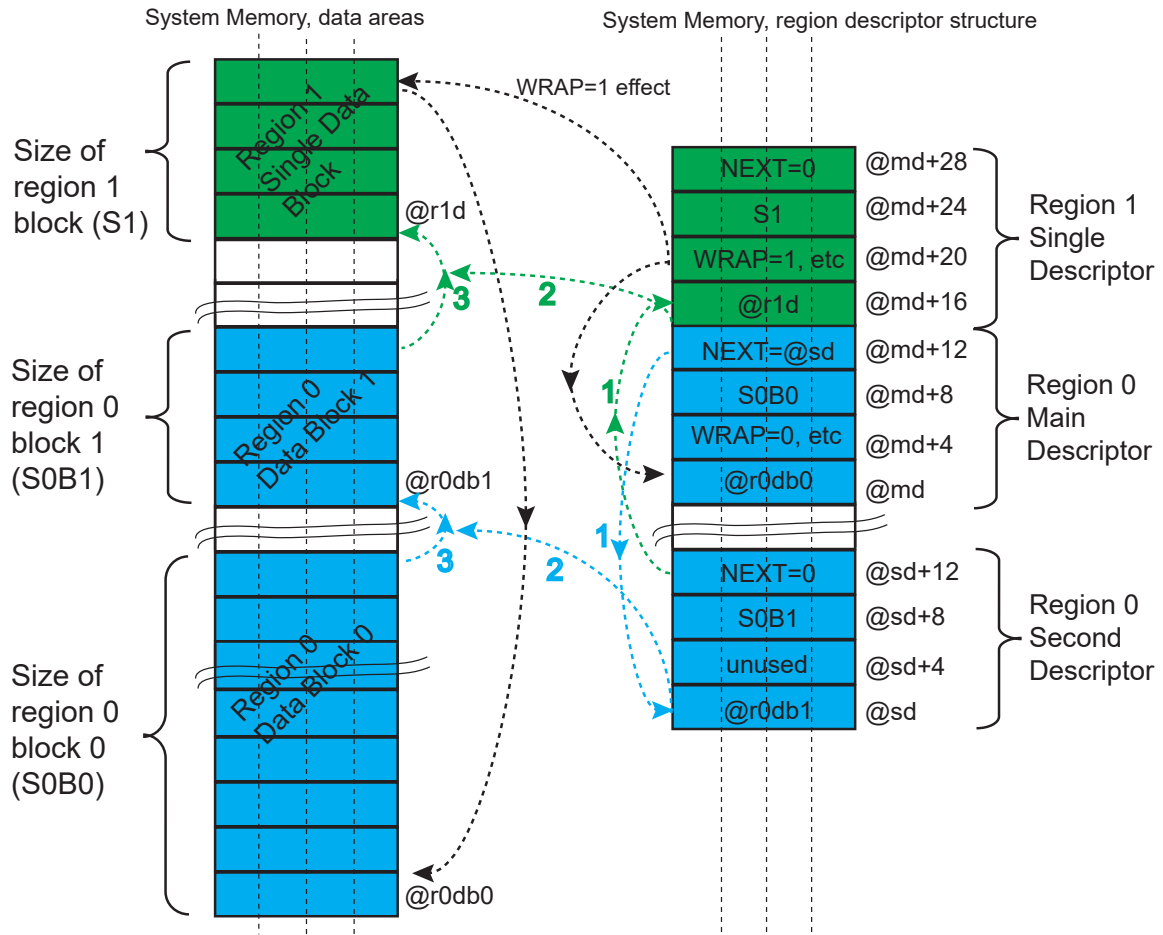 System Memory, data areas
System Memory, region descriptor structure
WRAP=1 effect
Size of
region 1
block (S1)
Region 1
Single Data
Block
@r1d
3
2
Size of
region 0
block 1
(S0B1)
Region 0
Data Block 1
@r0db1
3
2
Size of
region 0
block 0
(S0B0)
Region 0
Data Block 0
@r0db0
NEXT=0
@md+28
S1
@md+24
WRAP=1, etc
@md+20
@r1d
@md+16
Region 1
Single
Descriptor
NEXT=@sd
@md+12
S0B0
@md+8
WRAP=0, etc
@md+4
@r0db0
@md
Region 0
Main
Descriptor
1
1
NEXT=0
@sd+12
S0B1
@sd+8
unused
@sd+4
@r0db1
@sd
Region 0
Second
Descriptor